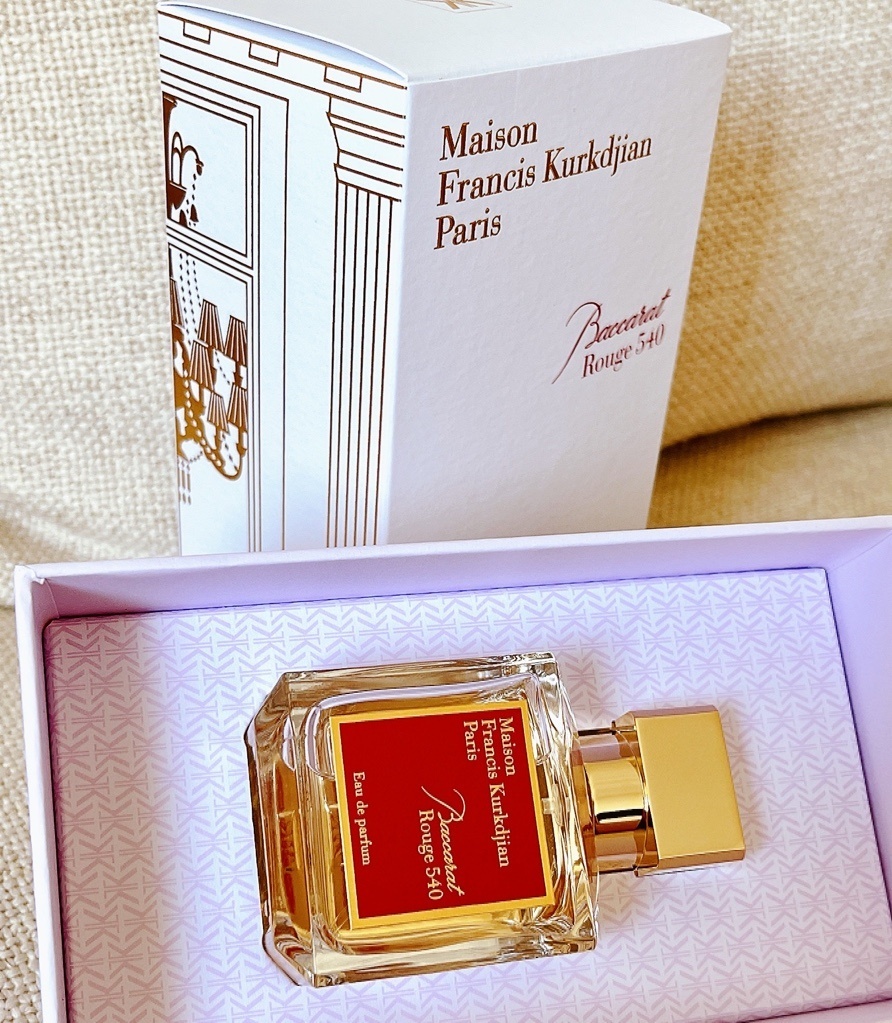 Maison
Francis Kurkdjian
Paris
Baccarat
Rouge 540
Maison
Francis Kurkdjian
Paris
Baccarat
Rouge 540
Eau de parfum